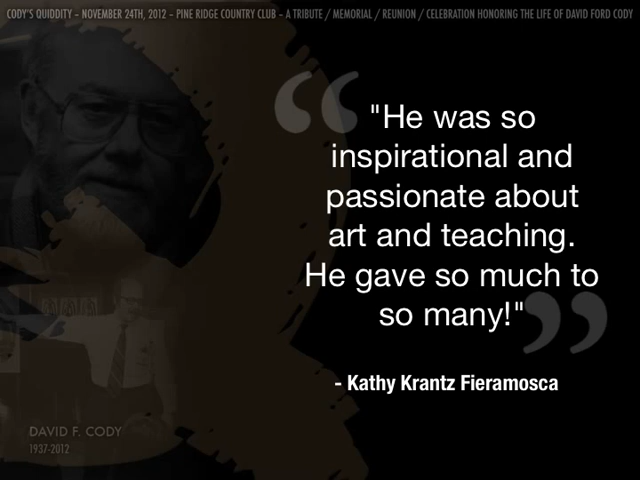 CODY'S QUIDDITY – NOVEMBER 24TH, 2012 – PINE RIDGE COUNTRY CLUB – A TRIBUTE / MEMORIAL / REUNION / CELEBRATION HONORING THE LIFE OF DAVID FORD CODY
"He was so
inspirational and
passionate about
art and teaching.
He gave so much to
so many!"
- Kathy Krantz Fieramosca
DAVID F. CODY
1937-2012